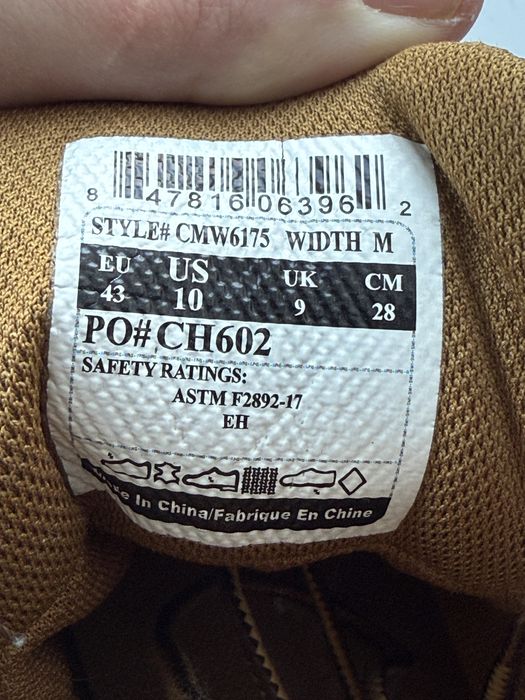 8 47816 06396 2
STYLE# CMW6175 WIDTH M
EU US UK CM
43 10 9 28
PO# CH602
SAFETY RATINGS:
ASTM F2892-17
EH
Made In China/Fabrique En Chine